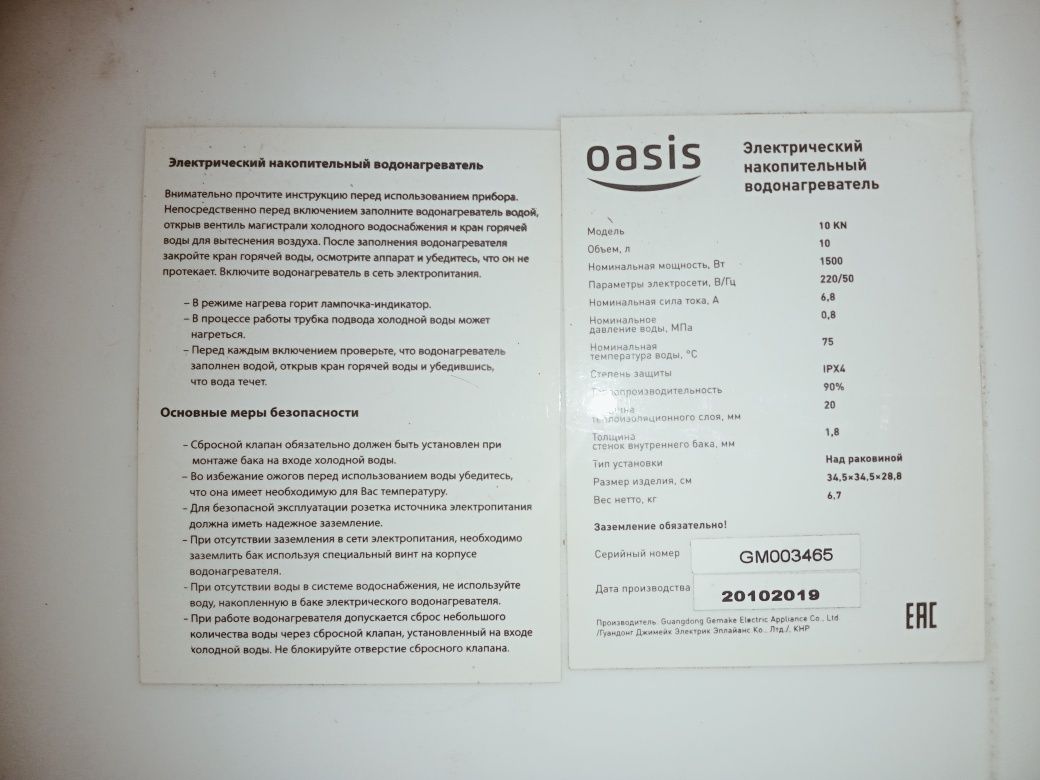 Электрический накопительный водонагреватель
Внимательно прочтите инструкцию перед использованием прибора.
Непосредственно перед включением заполните водонагреватель водой,
открыв вентиль магистрали холодного водоснабжения и кран горячей
воды для вытеснения воздуха. После заполнения водонагревателя
закройте кран горячей воды, осмотрите аппарат и убедитесь, что он не
протекает. Включите водонагреватель в сеть электропитания.
– В режиме нагрева горит лампочка-индикатор.
– В процессе работы трубка подвода холодной воды может
нагреться.
– Перед каждым включением проверьте, что водонагреватель
заполнен водой, открыв кран горячей воды и убедившись,
что вода течет.
Основные меры безопасности
– Сбросной клапан обязательно должен быть установлен при
монтаже бака на входе холодной воды.
– Во избежание ожогов перед использованием воды убедитесь,
что она имеет необходимую для Вас температуру.
– Для безопасной эксплуатации розетка источника электропитания
должна иметь надежное заземление.
– При отсутствии заземления в сети электропитания, необходимо
заземлить бак используя специальный винт на корпусе
водонагревателя.
– При отсутствии воды в системе водоснабжения, не используйте
воду, накопленную в баке электрического водонагревателя.
– При работе водонагревателя допускается сброс небольшого
количества воды через сбросной клапан, установленный на входе
холодной воды. Не блокируйте отверстие сбросного клапана.
oasis
Электрический
накопительный
водонагреватель
Модель 10 KN
Объем, л 10
Номинальная мощность, Вт 1500
Параметры электросети, В/Гц 220/50
Номинальная сила тока, А 6,8
Номинальное 0,8
давление воды, МПа
Номинальная 75
температура воды, °С
Степень защиты IPX4
90%
20
теплоизоляционного слоя, мм
Толщина 1,8
стенок внутреннего бака, мм
Тип установки Над раковиной
Размер изделия, см 34,5×34,5×28,8
Вес нетто, кг 6,7
Заземление обязательно!
Серийный номер GM003465
Дата производства 20102019
Производитель: Guangdong Gemake Electric Appliance Co., Ltd.
/Гуандонг Джимейк Электрик Эплайанс Ко., Лтд./, КНР
EAC